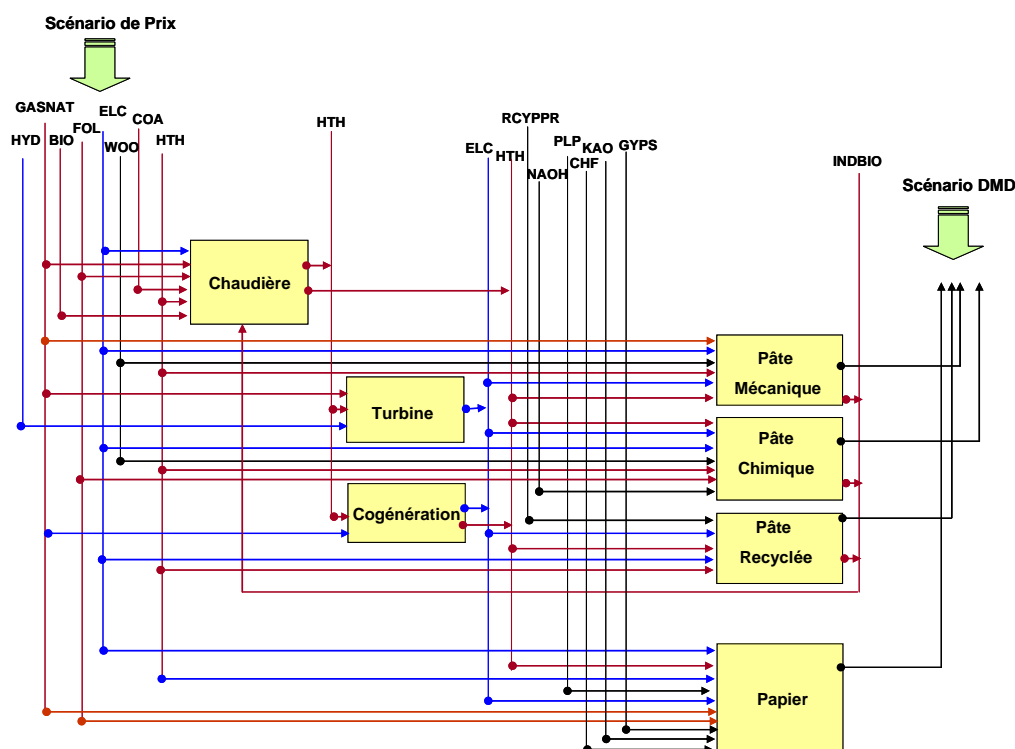 Scénario de Prix
GASNAT
ELC
COA
HYD
BIO
FOL
WOO
HTH
HTH
RCYPPR
ELC
HTH
NAOH
PLP
CHF
KAO
GYPS
INDBIO
Scénario DMD
Chaudière
Pâte
Mécanique
Turbine
Pâte
Chimique
Cogénération
Pâte
Recyclée
Papier